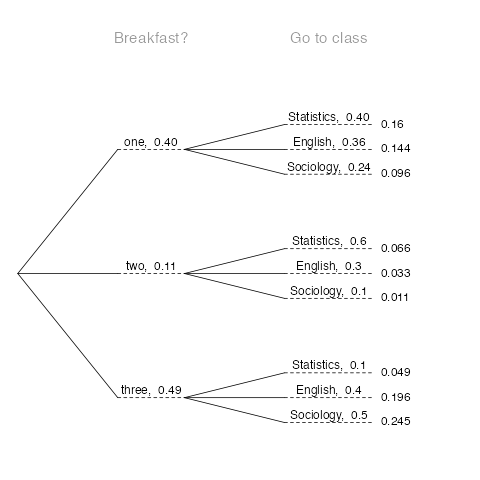 Breakfast? Go to class
Statistics, 0.40 0.16
one, 0.40 English, 0.36 0.144
Sociology, 0.24 0.096
Statistics, 0.6 0.066
two, 0.11 English, 0.3 0.033
Sociology, 0.1 0.011
Statistics, 0.1 0.049
three, 0.49 English, 0.4 0.196
Sociology, 0.5 0.245